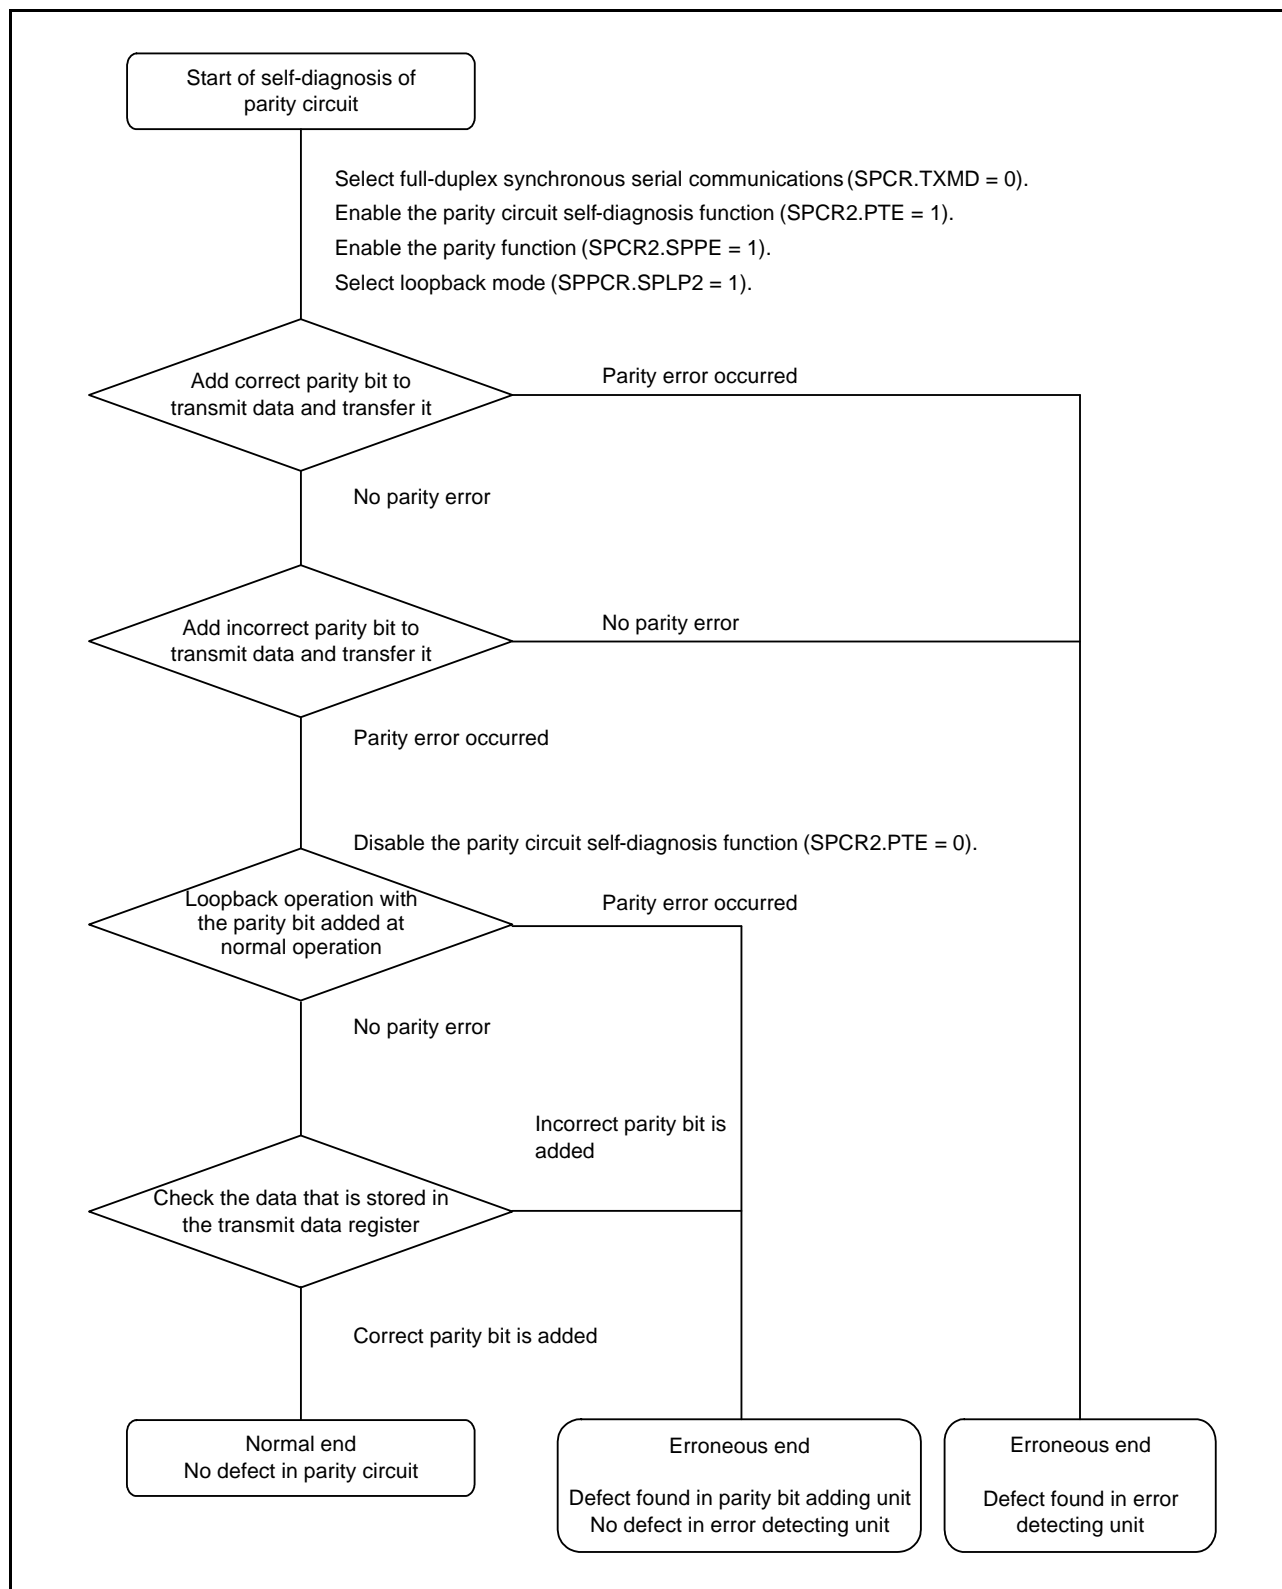 Start of self-diagnosis of
parity circuit
Select full-duplex synchronous serial communications (SPCR.TXMD = 0).
Enable the parity circuit self-diagnosis function (SPCR2.PTE = 1).
Enable the parity function (SPCR2.SPPE = 1).
Select loopback mode (SPPCR.SPLP2 = 1).
Add correct parity bit to
transmit data and transfer it
Parity error occurred
No parity error
Add incorrect parity bit to
transmit data and transfer it
No parity error
Parity error occurred
Disable the parity circuit self-diagnosis function (SPCR2.PTE = 0).
Loopback operation with
the parity bit added at
normal operation
Parity error occurred
No parity error
Incorrect parity bit is
added
Check the data that is stored in
the transmit data register
Correct parity bit is added
Normal end
No defect in parity circuit
Erroneous end
Defect found in parity bit adding unit
No defect in error detecting unit
Erroneous end
Defect found in error
detecting unit